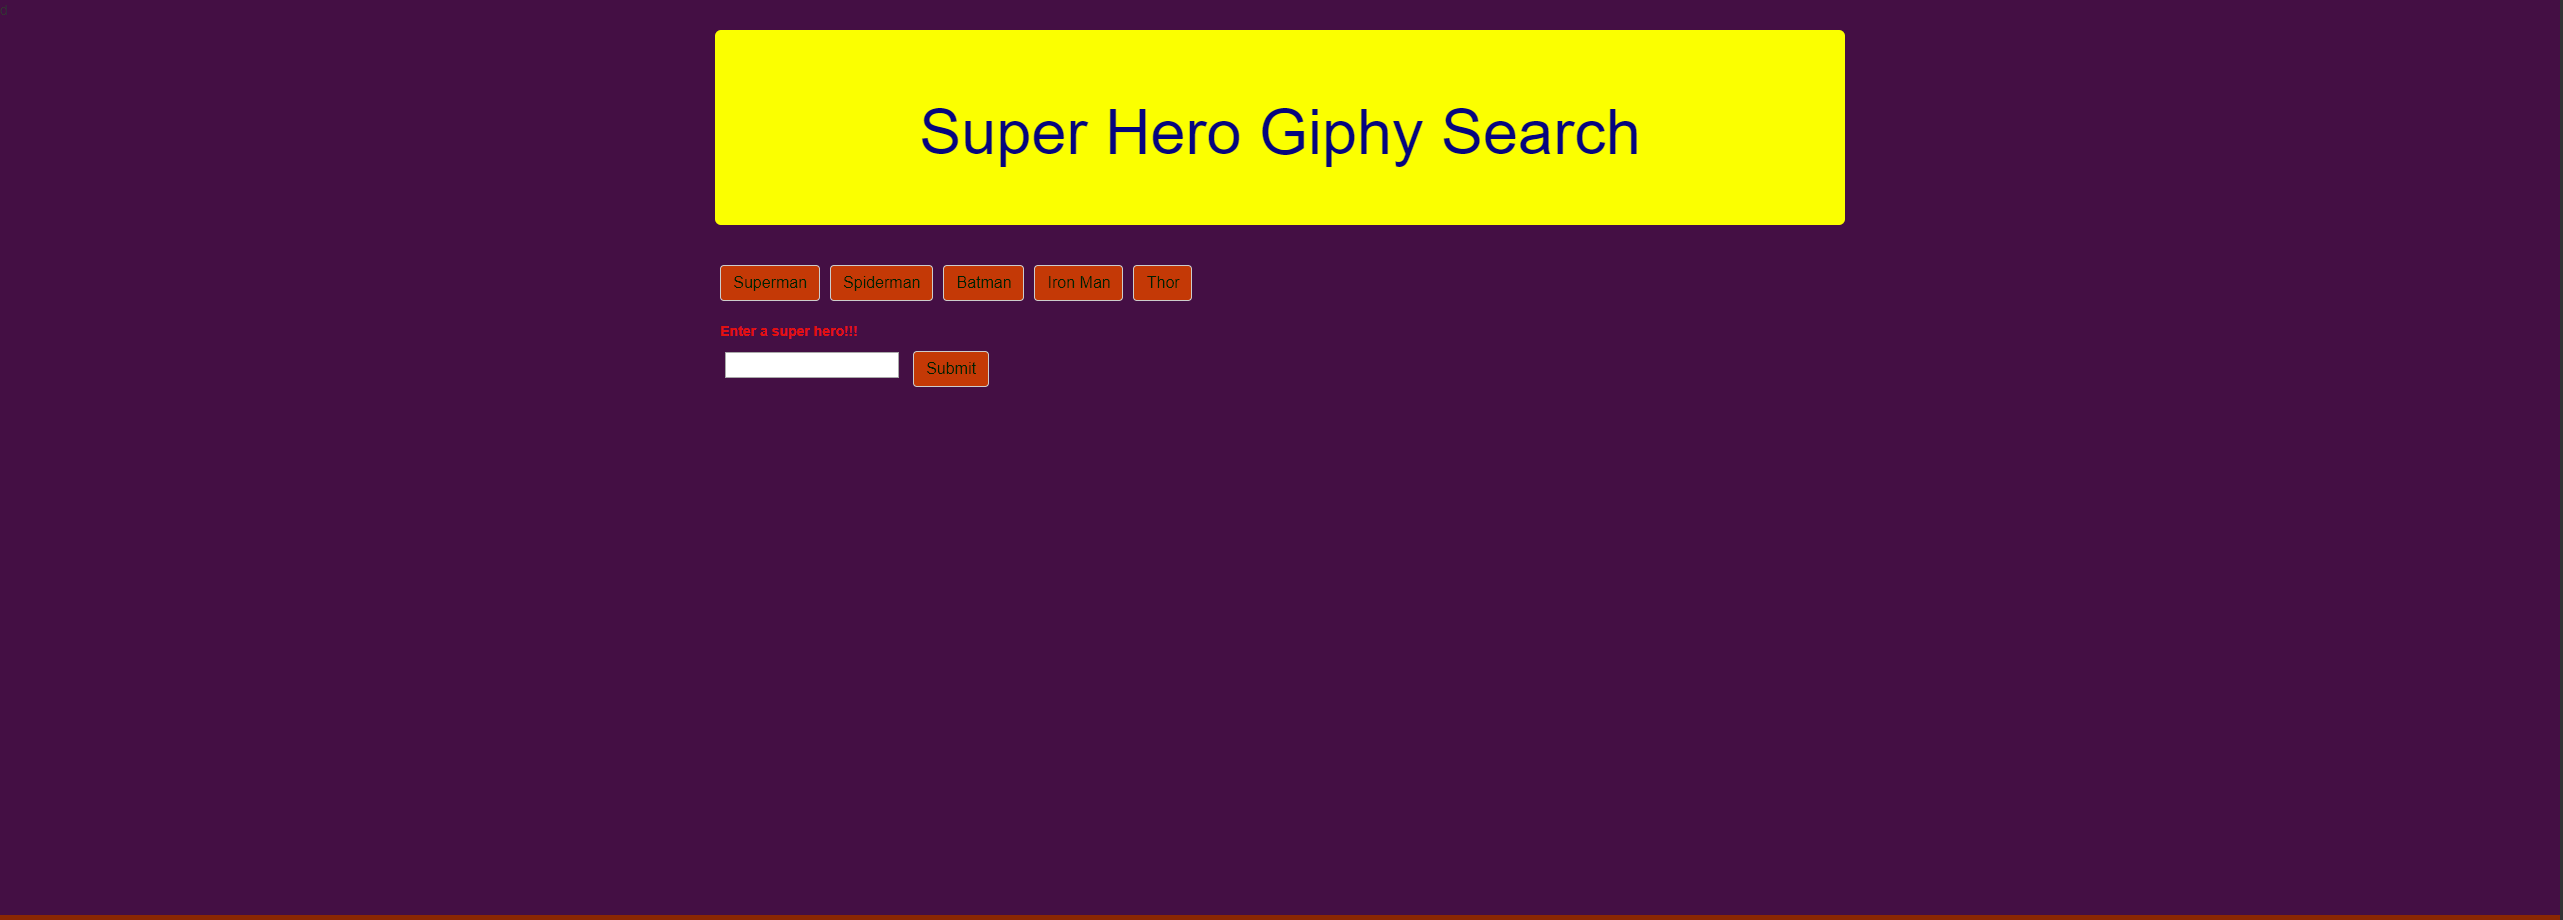 d
Super Hero Giphy Search
Superman Spiderman Batman Iron Man Thor
Enter a super hero!!!
Submit